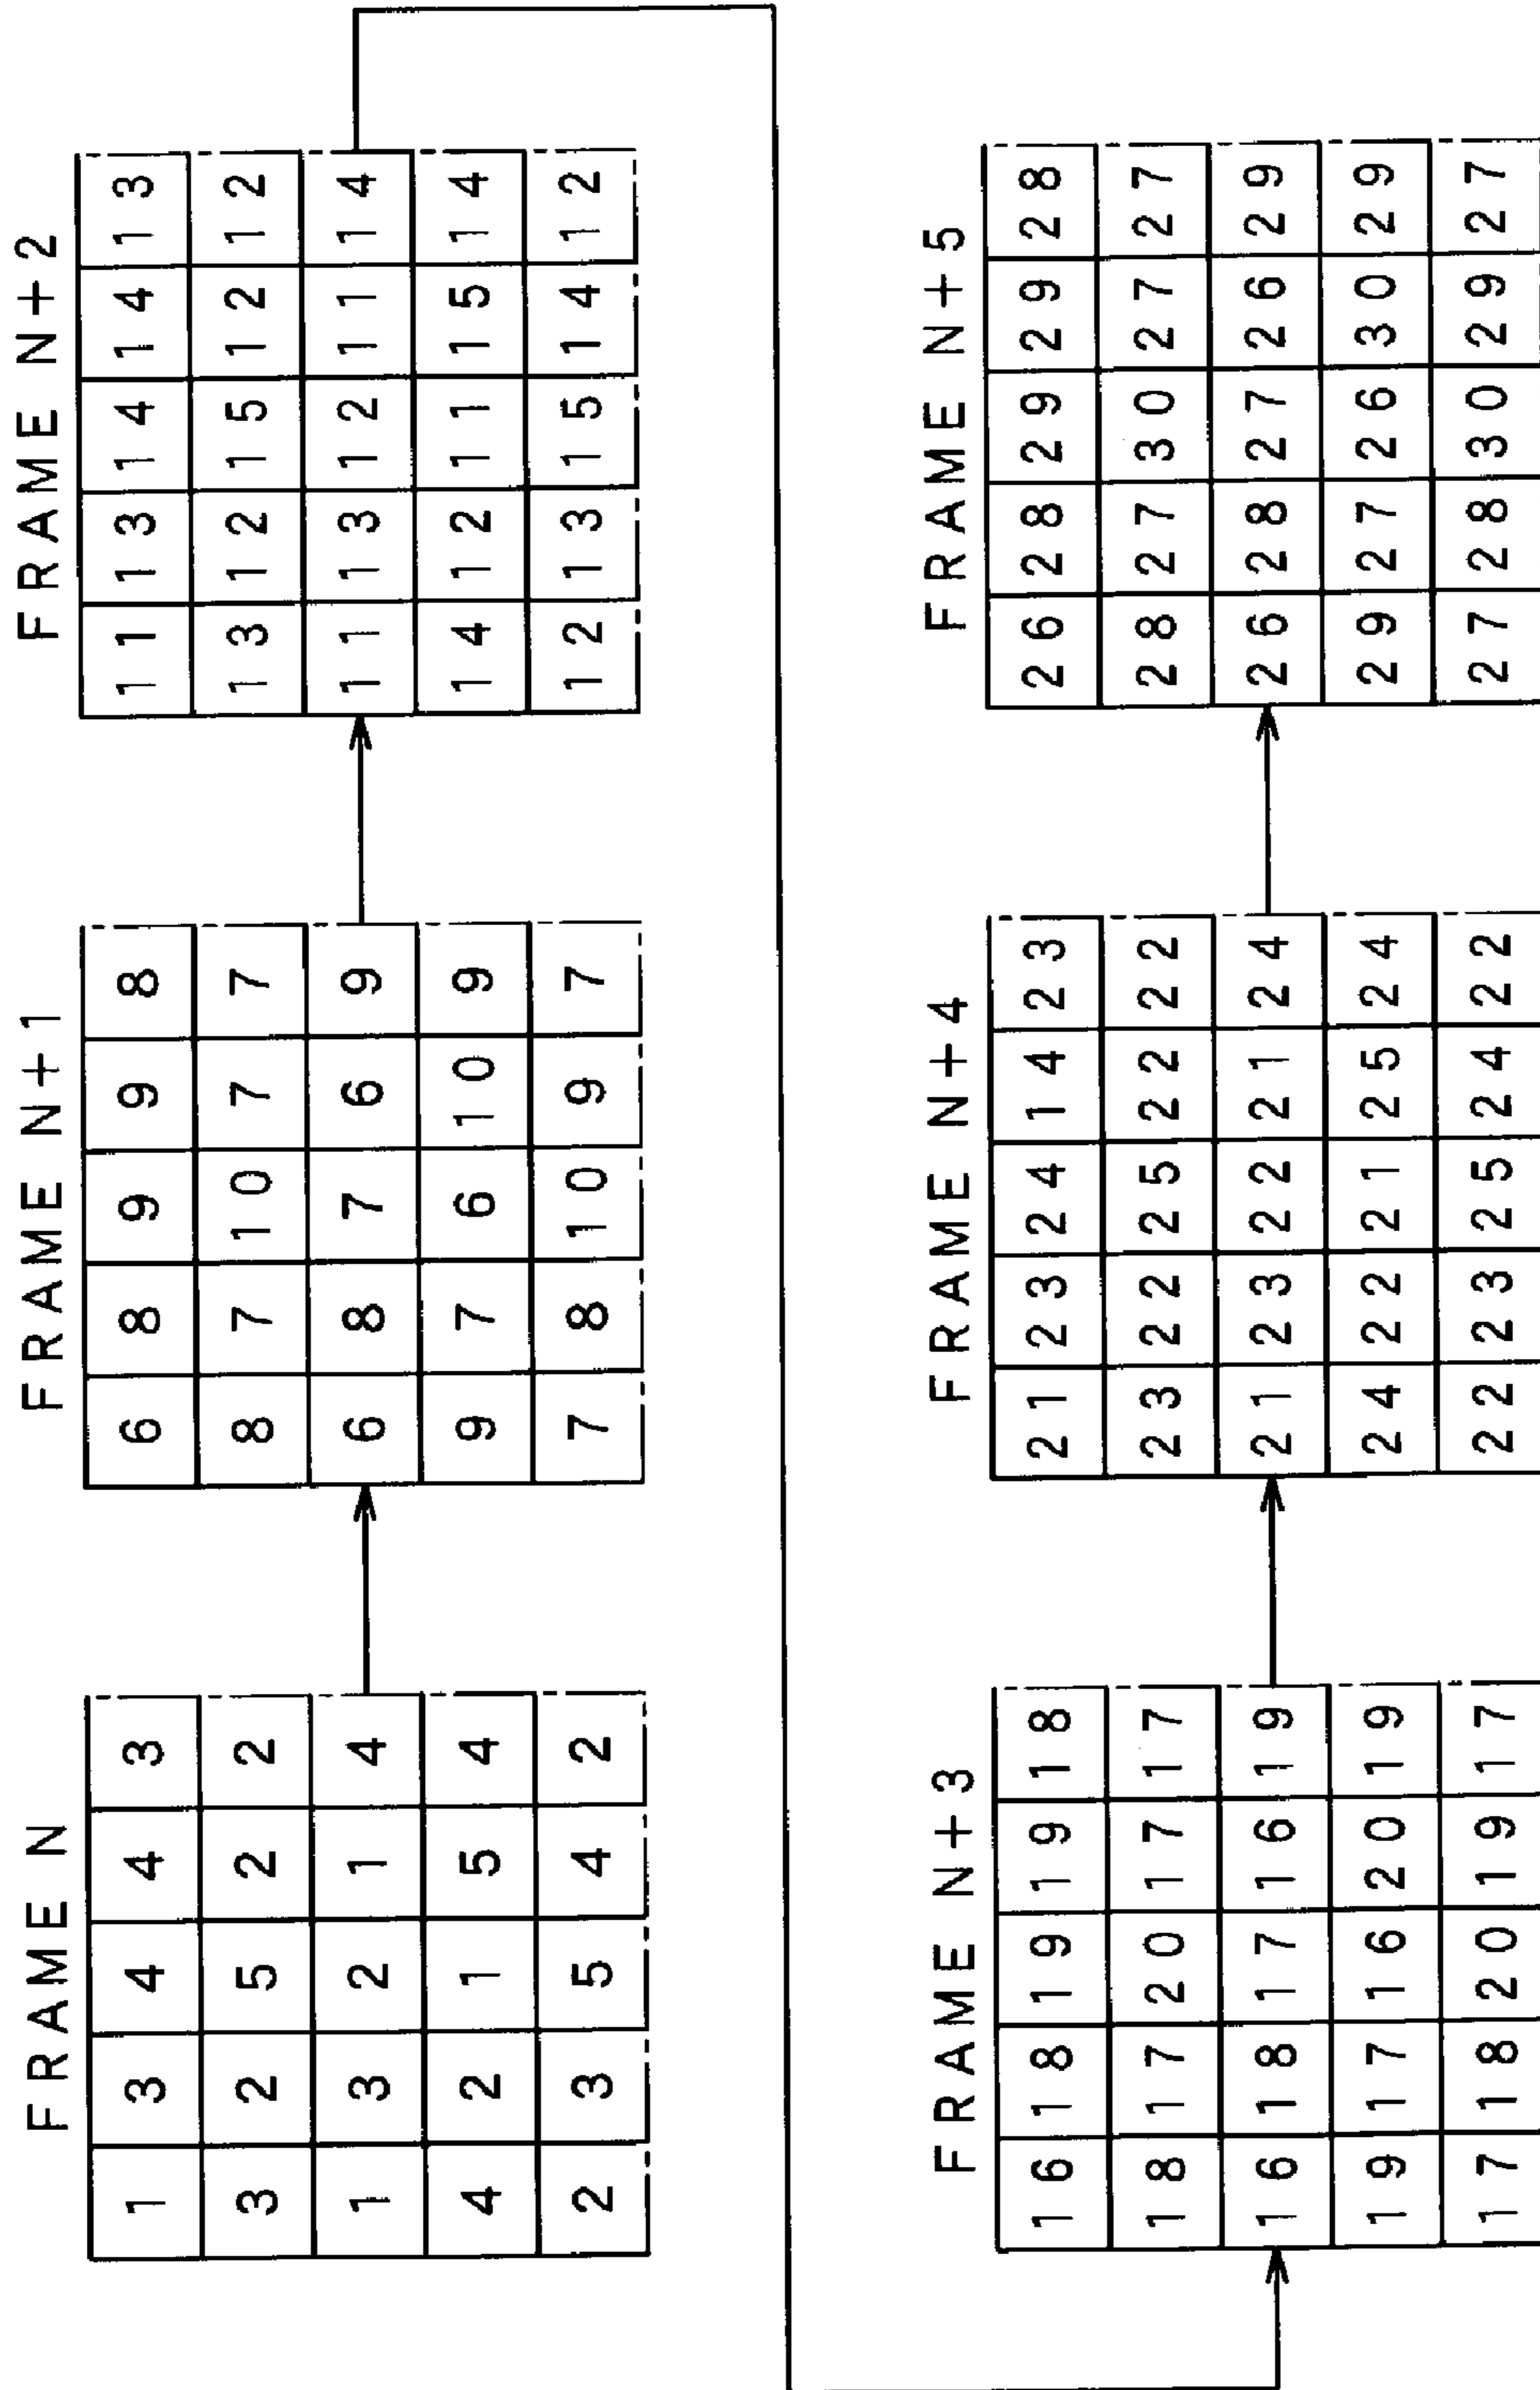 FRAME N
1 3 4 4 3
3 2 5 2 2
1 3 2 1 4
4 2 1 5 4
2 3 5 4 2
FRAME N+1
6 8 9 9 8
8 7 10 7 7
6 8 7 6 9
9 7 6 10 9
7 8 10 9 7
FRAME N+2
11 13 14 14 13
13 12 15 12 12
11 13 12 11 14
14 12 11 15 14
12 13 15 14 12
FRAME N+3
16 18 19 19 18
18 17 20 17 17
16 18 17 16 19
19 17 16 20 19
17 18 20 19 17
FRAME N+4
21 23 24 14 23
23 22 25 22 22
21 23 22 21 24
24 22 21 25 24
22 23 25 24 22
FRAME N+5
26 28 29 29 28
28 27 30 27 27
26 28 27 26 29
29 27 26 30 29
27 28 30 29 27